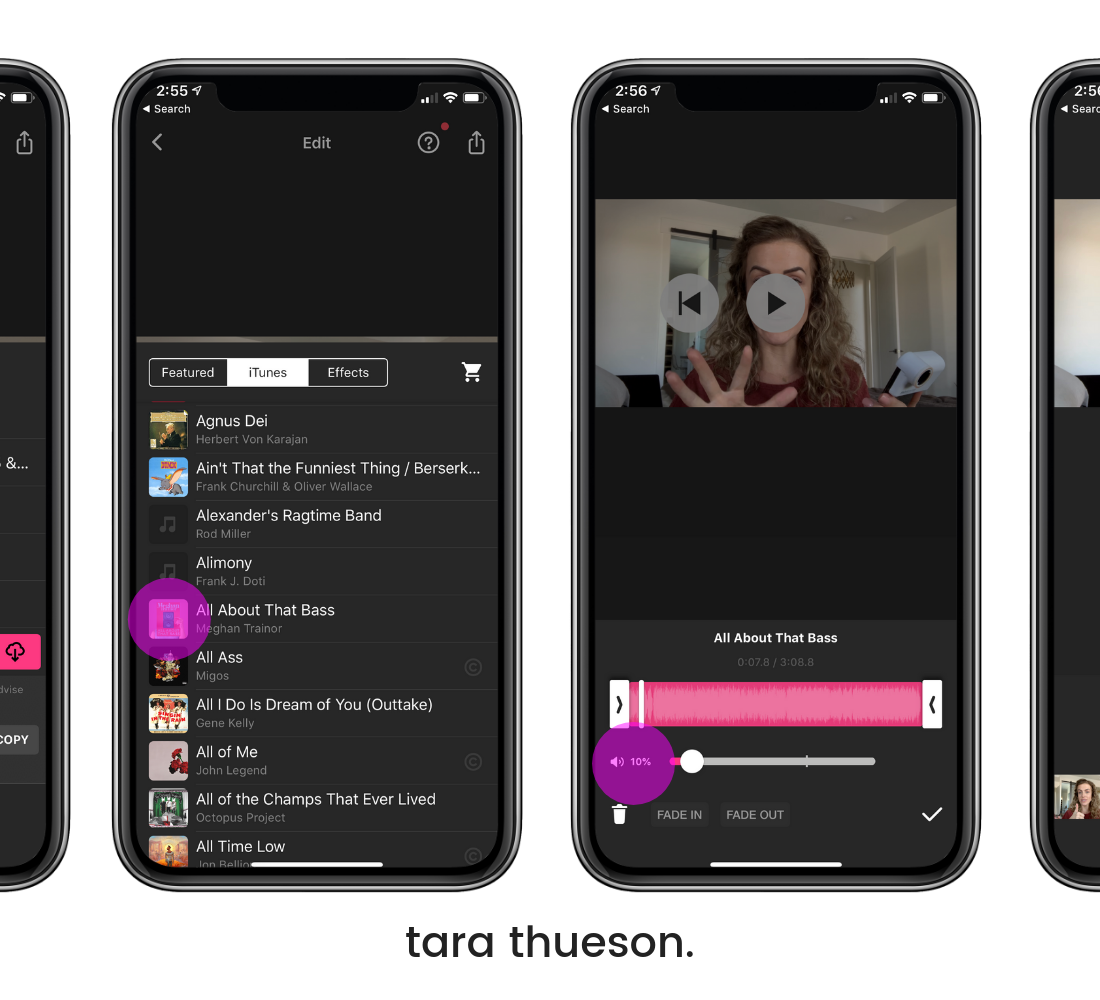 &...
dvise
COPY
2:55
Search
Edit
Featured
iTunes
Effects
Agnus Dei
Herbert Von Karajan
Ain't That the Funniest Thing / Berserk...
Frank Churchill & Oliver Wallace
Alexander's Ragtime Band
Rod Miller
Alimony
Frank J. Doti
All About That Bass
Meghan Trainor
All Ass
Migos
All I Do Is Dream of You (Outtake)
Gene Kelly
All of Me
John Legend
All of the Champs That Ever Lived
Octopus Project
All Time Low
Jon Bellio
2:56
Search
All About That Bass
0:07.8 / 3:08.8
10%
FADE IN
FADE OUT
2:56
Searc
tara thueson.